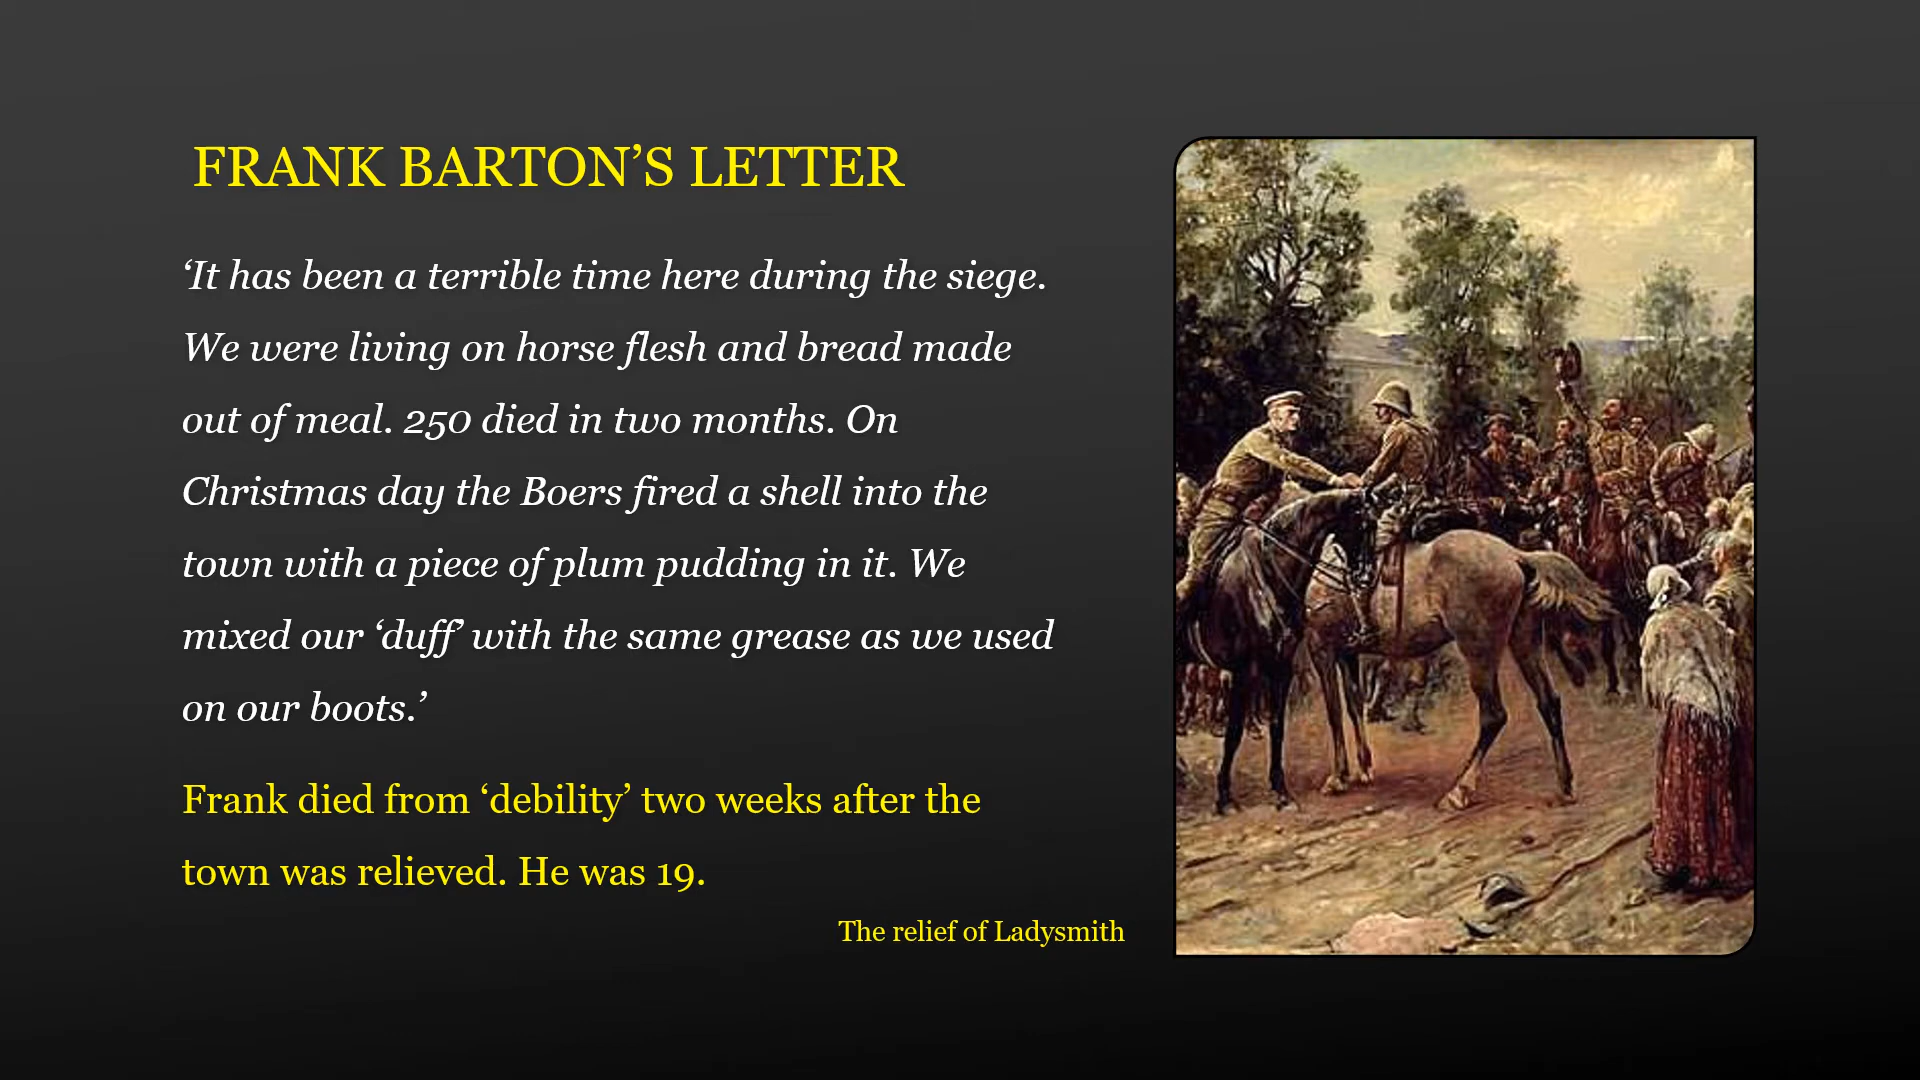 FRANK BARTON’S LETTER
‘It has been a terrible time here during the siege.
We were living on horse flesh and bread made
out of meal. 250 died in two months. On
Christmas day the Boers fired a shell into the
town with a piece of plum pudding in it. We
mixed our ‘duff’ with the same grease as we used
on our boots.’
Frank died from ‘debility’ two weeks after the
town was relieved. He was 19.
The relief of Ladysmith